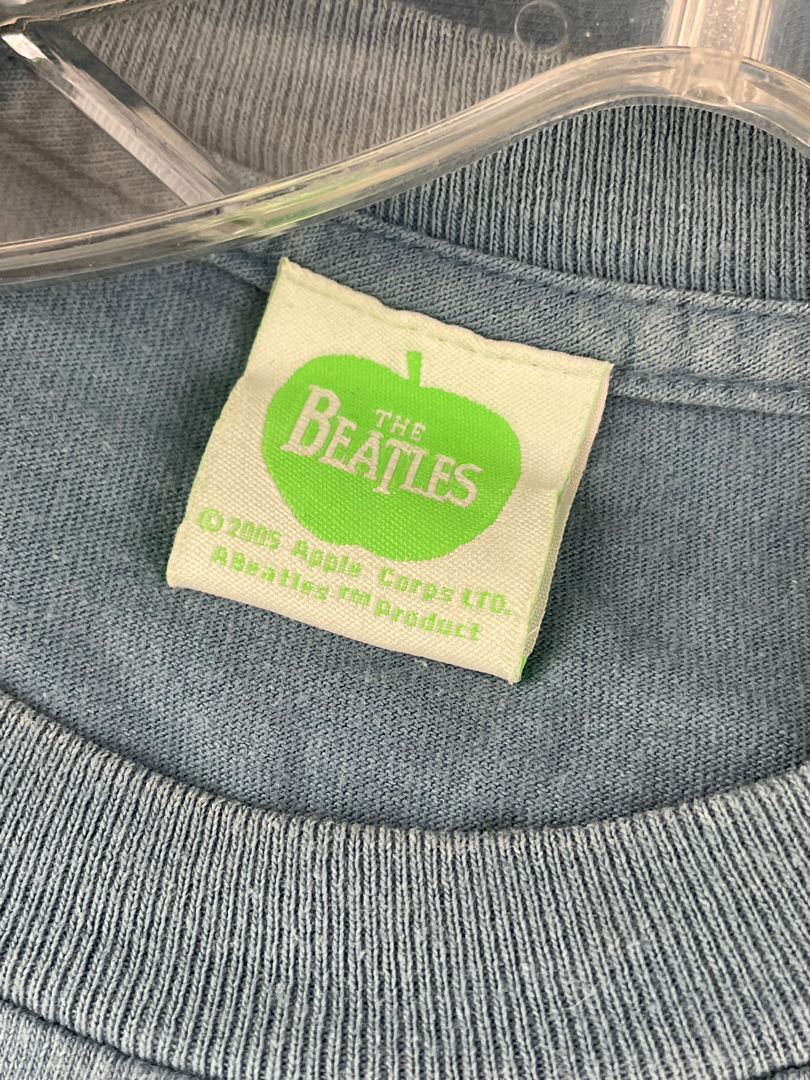 THE
BEATLES
© 2005 Apple Corps LTD.
A Beatles TM product